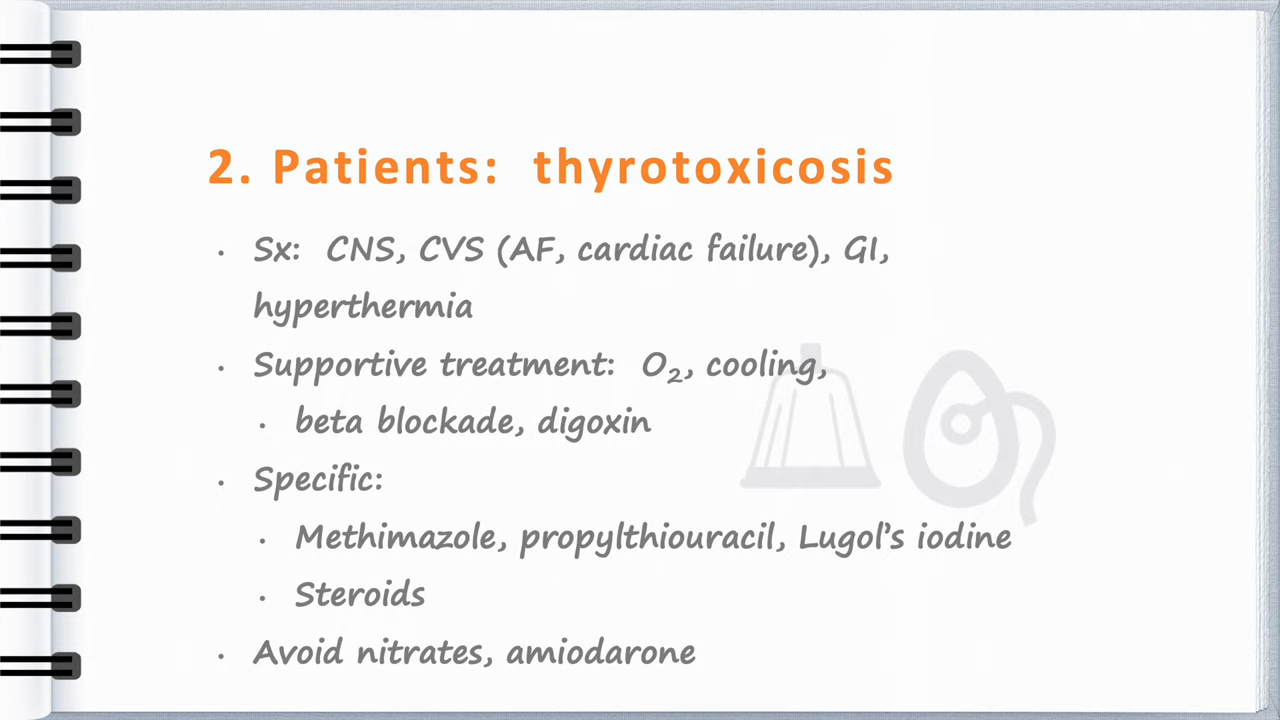 2. Patients: thyrotoxicosis
· Sx: CNS, CVS (AF, cardiac failure), GI,
hyperthermia
· Supportive treatment: O₂, cooling,
· beta blockade, digoxin
· Specific:
· Methimazole, propylthiouracil, Lugol's iodine
· Steroids
· Avoid nitrates, amiodarone